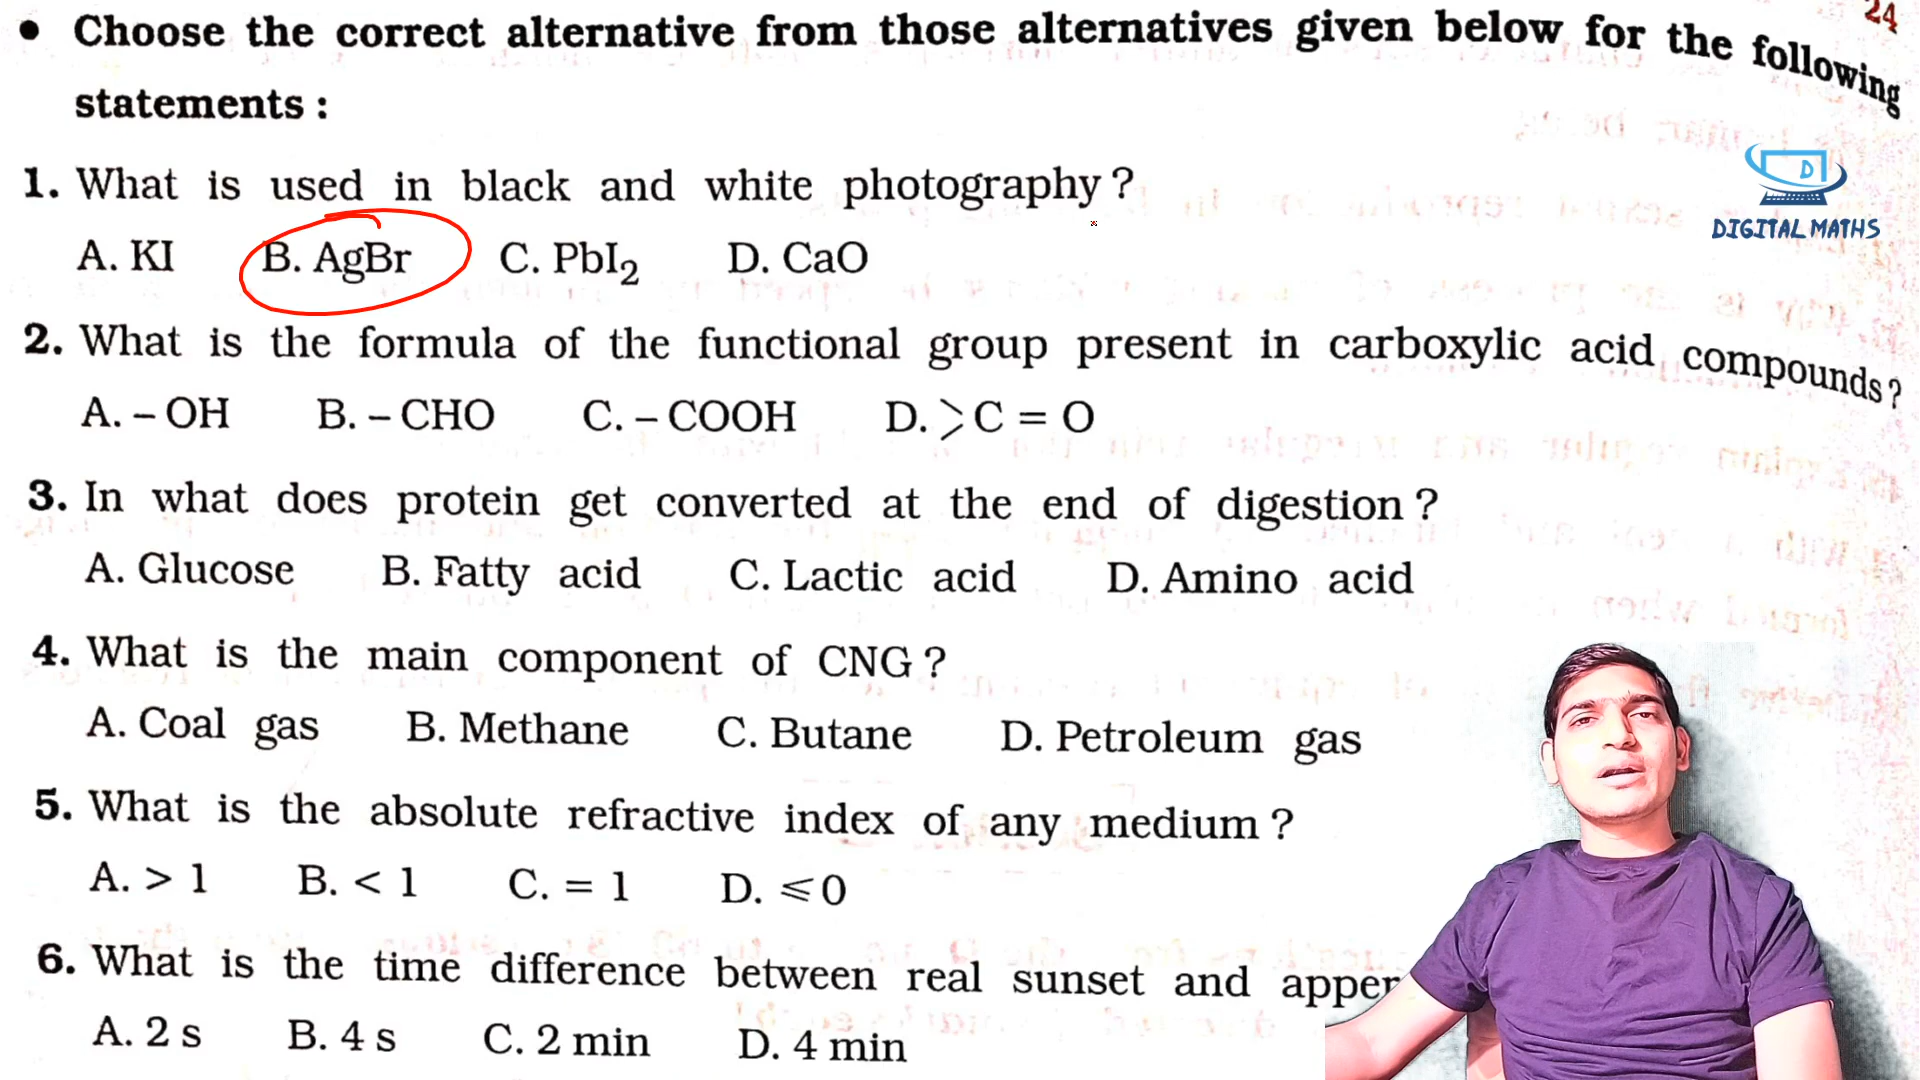 24
• Choose the correct alternative from those alternatives given below for the following
statements :
1. What is used in black and white photography ?
A. KI B. AgBr C. PbI₂ D. CaO
DIGITAL MATHS
2. What is the formula of the functional group present in carboxylic acid compounds ?
A. – OH B. – CHO C. – COOH D. >C = O
3. In what does protein get converted at the end of digestion ?
A. Glucose B. Fatty acid C. Lactic acid D. Amino acid
4. What is the main component of CNG ?
A. Coal gas B. Methane C. Butane D. Petroleum gas
5. What is the absolute refractive index of any medium ?
A. > 1 B. < 1 C. = 1 D. ⩽ 0
6. What is the time difference between real sunset and apper
A. 2 s B. 4 s C. 2 min D. 4 min